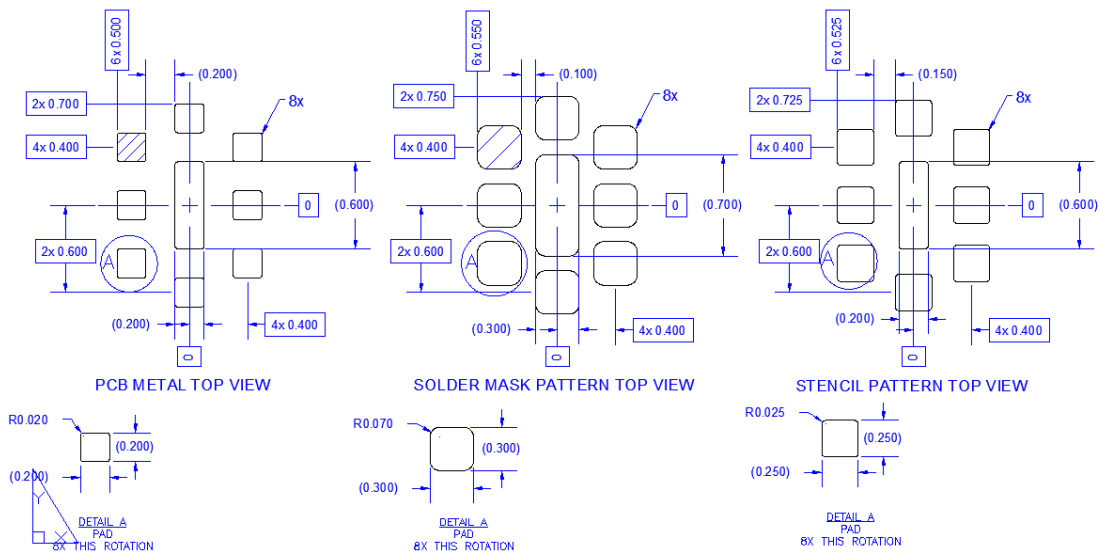 6x 0.500
(0.200)
2x 0.700
8x
4x 0.400
0
(0.600)
2x 0.600
A
(0.200)
4x 0.400
0
PCB METAL TOP VIEW
6x 0.550
(0.100)
2x 0.750
8x
4x 0.400
0
(0.700)
2x 0.600
A
(0.300)
4x 0.400
0
SOLDER MASK PATTERN TOP VIEW
6x 0.525
(0.150)
2x 0.725
8x
4x 0.400
0
(0.600)
2x 0.600
A
(0.200)
4x 0.400
0
STENCIL PATTERN TOP VIEW
R0.020
(0.200)
(0.200)
Y
X
DETAIL A
PAD
8X THIS ROTATION
R0.070
(0.300)
(0.300)
DETAIL A
PAD
8X THIS ROTATION
R0.025
(0.250)
(0.250)
DETAIL A
PAD
8X THIS ROTATION